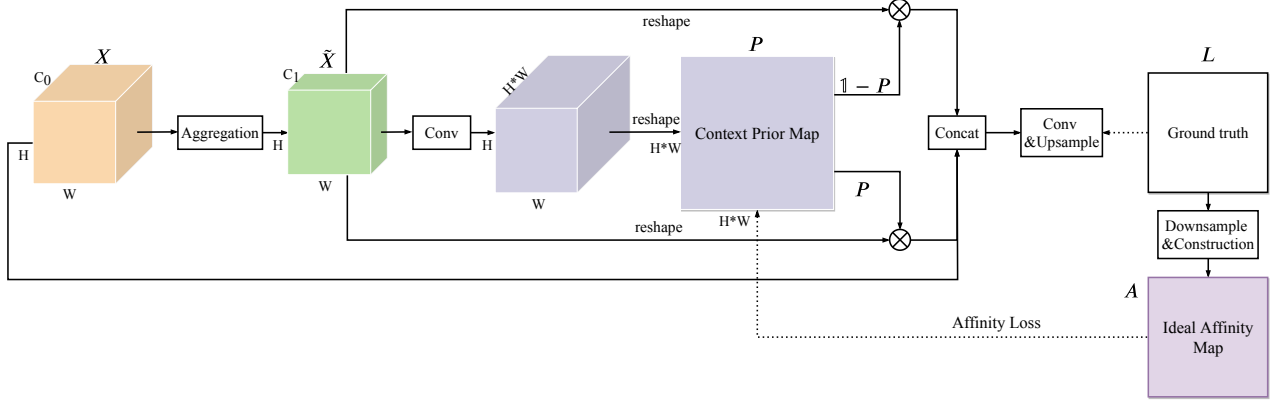 reshape
X
X̃
P
L
C0
C1
H*W
𝟙 − P
Aggregation
Conv
reshape
Context Prior Map
Concat
Conv
&Upsample
Ground truth
H
H
H
H*W
W
W
W
P
H*W
reshape
Downsample
&Construction
A
Affinity Loss
Ideal Affinity
Map